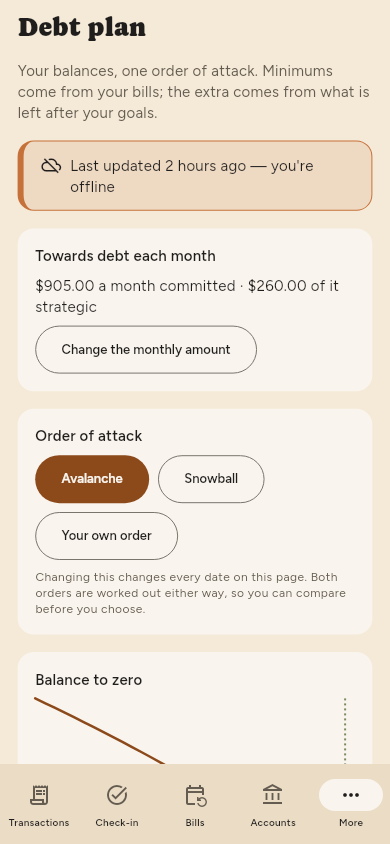 Debt plan
Your balances, one order of attack. Minimums
come from your bills; the extra comes from what is
left after your goals.
Last updated 2 hours ago — you're
offline
Towards debt each month
$905.00 a month committed · $260.00 of it
strategic
Change the monthly amount
Order of attack
Avalanche
Snowball
Your own order
Changing this changes every date on this page. Both
orders are worked out either way, so you can compare
before you choose.
Balance to zero
Transactions
Check-in
Bills
Accounts
More